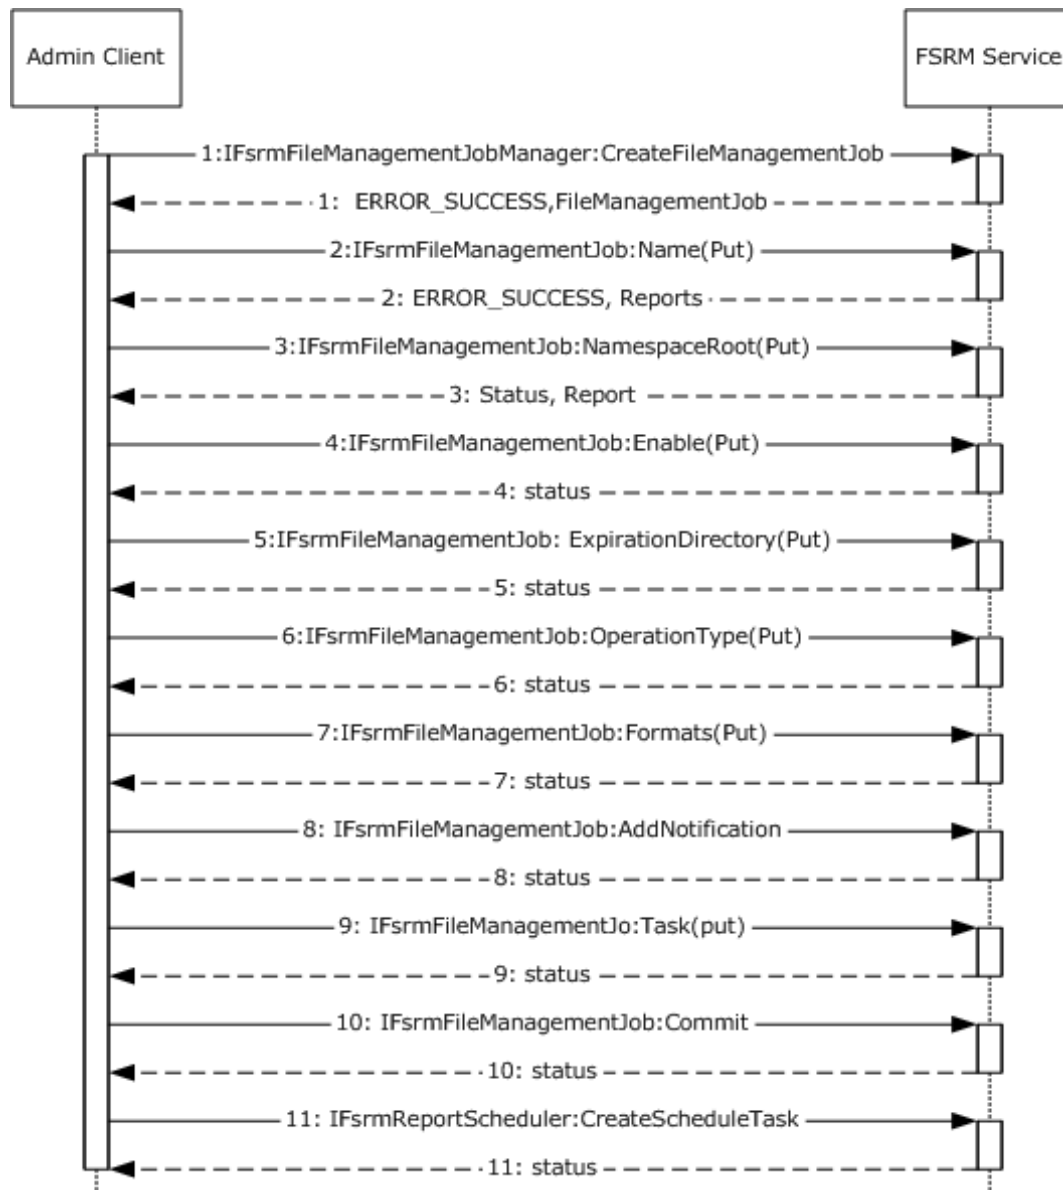 Admin Client
FSRM Service
1:IFsrmFileManagementJobManager:CreateFileManagementJob
1:  ERROR_SUCCESS,FileManagementJob
2:IFsrmFileManagementJob:Name(Put)
2: ERROR_SUCCESS, Reports
3:IFsrmFileManagementJob:NamespaceRoot(Put)
3: Status, Report
4:IFsrmFileManagementJob:Enable(Put)
4: status
5:IFsrmFileManagementJob: ExpirationDirectory(Put)
5: status
6:IFsrmFileManagementJob:OperationType(Put)
6: status
7:IFsrmFileManagementJob:Formats(Put)
7: status
8: IFsrmFileManagementJob:AddNotification
8: status
9: IFsrmFileManagementJo:Task(put)
9: status
10: IFsrmFileManagementJob:Commit
10: status
11: IFsrmReportScheduler:CreateScheduleTask
11: status